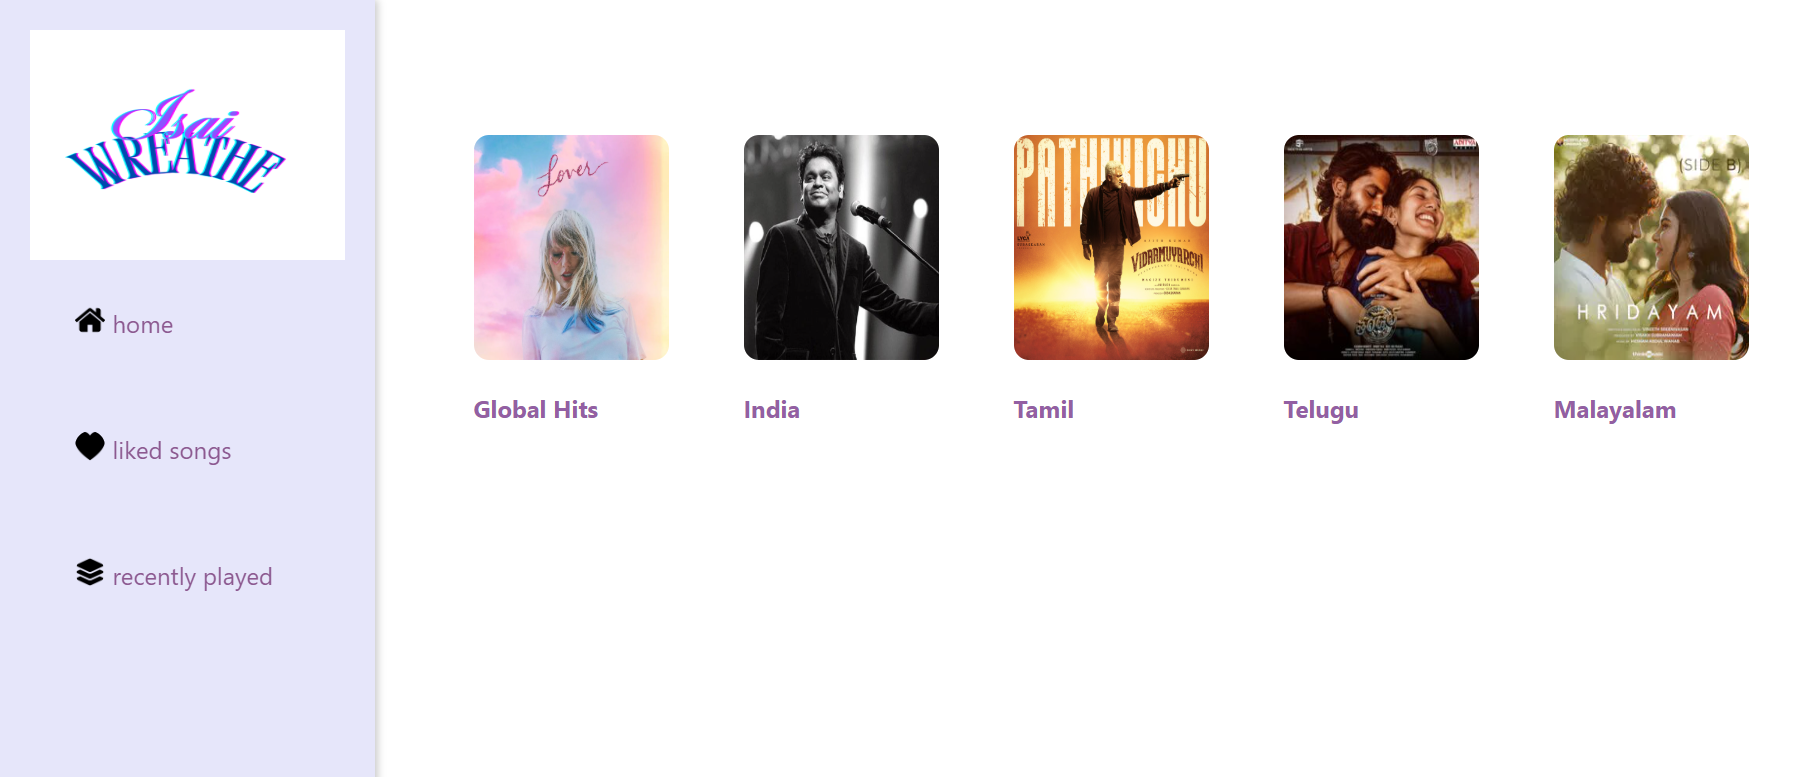 Isai
WREATHE
home
liked songs
recently played
Lover
Global Hits
India
PATHIKICHU
VIDAAMUYARCHI
Tamil
Telugu
(SIDE B)
HRIDAYAM
Malayalam